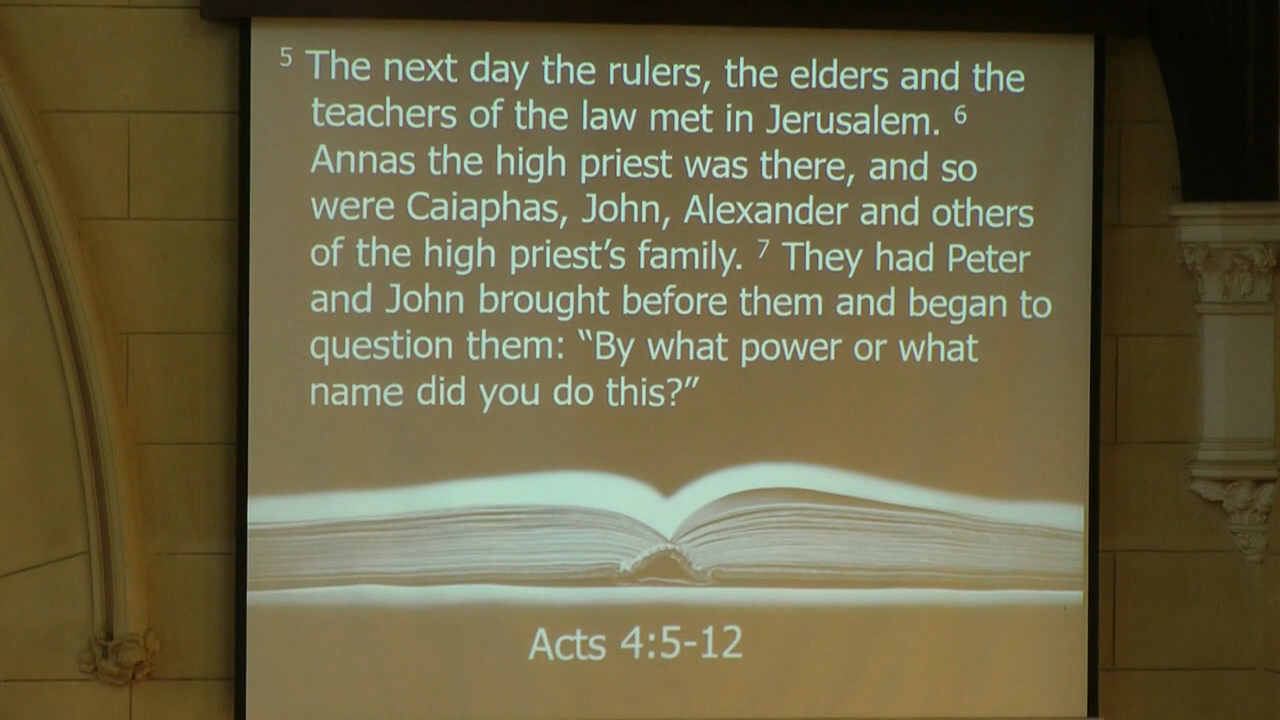 5 The next day the rulers, the elders and the
teachers of the law met in Jerusalem. 6
Annas the high priest was there, and so
were Caiaphas, John, Alexander and others
of the high priest’s family. 7 They had Peter
and John brought before them and began to
question them: “By what power or what
name did you do this?”
Acts 4:5-12